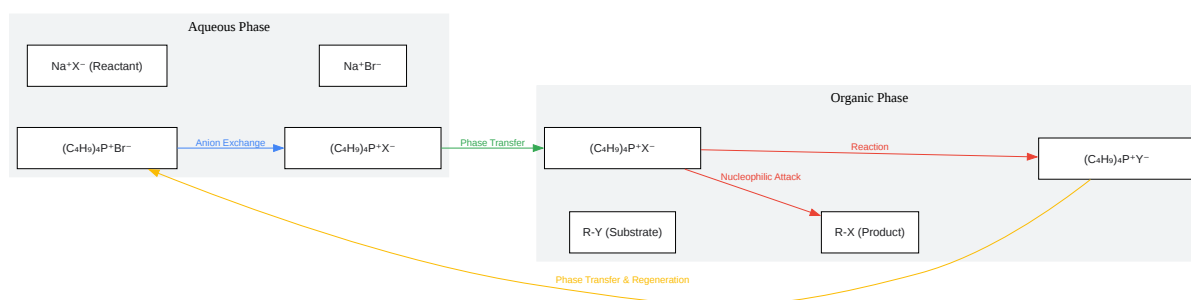 Aqueous Phase
Na⁺X⁻ (Reactant)
Na⁺Br⁻
(C₄H₉)₄P⁺Br⁻
Anion Exchange
(C₄H₉)₄P⁺X⁻
Phase Transfer
Organic Phase
(C₄H₉)₄P⁺X⁻
Reaction
(C₄H₉)₄P⁺Y⁻
Nucleophilic Attack
R-Y (Substrate)
R-X (Product)
Phase Transfer & Regeneration